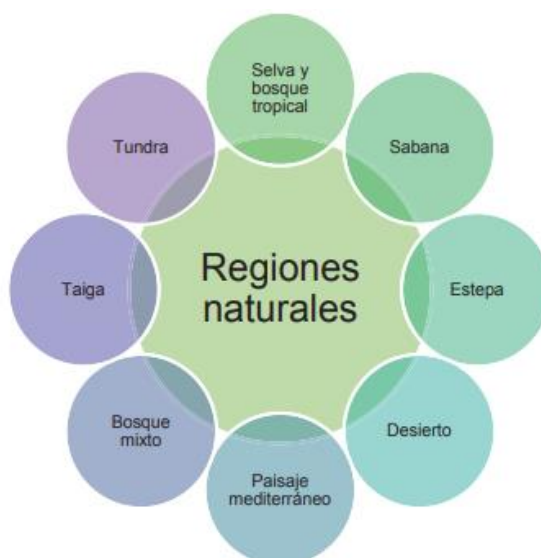 Selva y
bosque
tropical
Sabana
Estepa
Desierto
Paisaje
mediterráneo
Bosque
mixto
Taiga
Tundra
Regiones
naturales